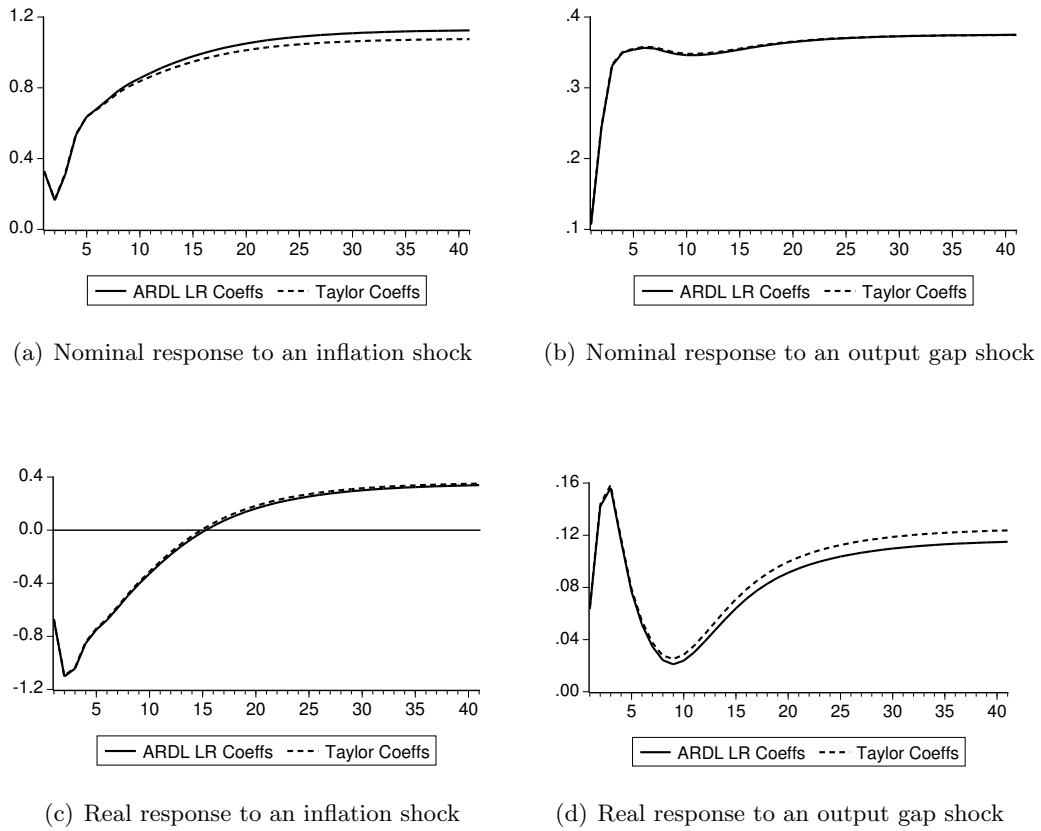 1.2
0.8
0.4
0.0
5 10 15 20 25 30 35 40
ARDL LR Coeffs Taylor Coeffs
(a) Nominal response to an inflation shock
.4
.3
.2
.1
5 10 15 20 25 30 35 40
ARDL LR Coeffs Taylor Coeffs
(b) Nominal response to an output gap shock
0.4
0.0
-0.4
-0.8
-1.2
5 10 15 20 25 30 35 40
ARDL LR Coeffs Taylor Coeffs
(c) Real response to an inflation shock
.16
.12
.08
.04
.00
5 10 15 20 25 30 35 40
ARDL LR Coeffs Taylor Coeffs
(d) Real response to an output gap shock